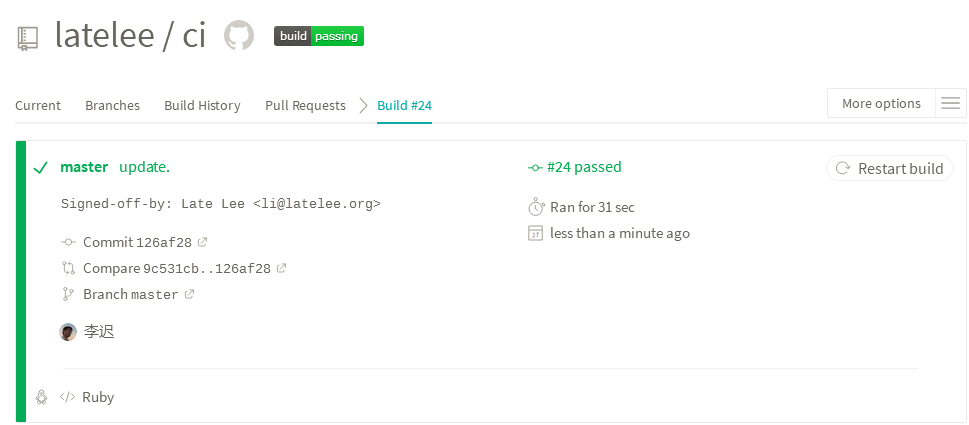 latelee / ci
build passing
Current Branches Build History Pull Requests Build #24
More options
master update.
#24 passed
Restart build
Signed-off-by: Late Lee <li@latelee.org>
Ran for 31 sec
Commit 126af28
less than a minute ago
Compare 9c531cb..126af28
Branch master
李迟
</> Ruby